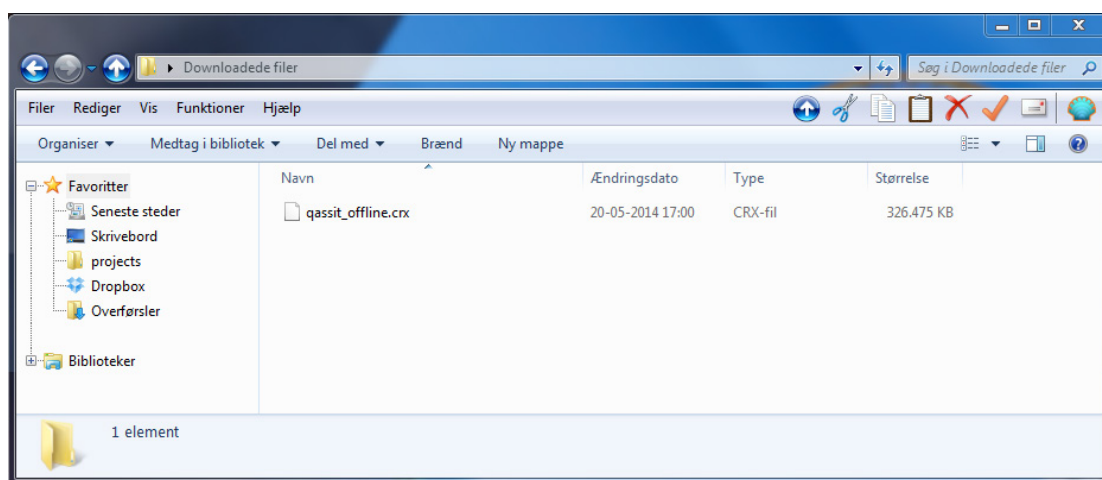 Downloadede filer
Søg i Downloadede filer
Filer Rediger Vis Funktioner Hjælp
Organiser Medtag i bibliotek Del med Brænd Ny mappe
Favoritter
Seneste steder
Skrivebord
projects
Dropbox
Overførsler
Biblioteker
Navn Ændringsdato Type Størrelse
qassit_offline.crx 20-05-2014 17:00 CRX-fil 326.475 KB
1 element